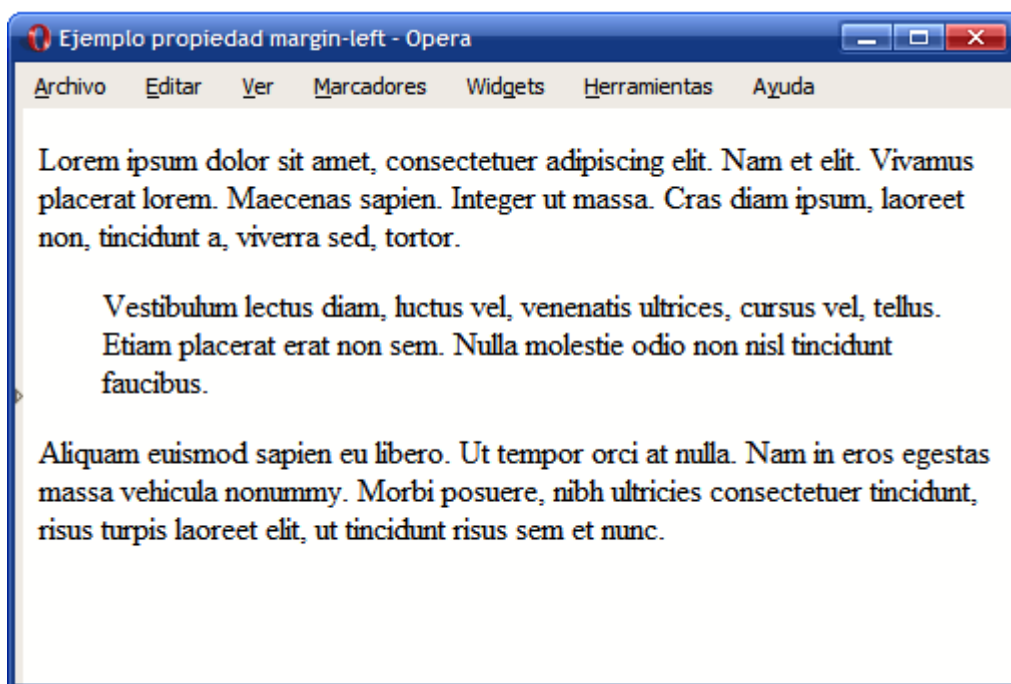 Ejemplo propiedad margin-left - Opera
Archivo Editar Ver Marcadores Widgets Herramientas Ayuda
Lorem ipsum dolor sit amet, consectetuer adipiscing elit. Nam et elit. Vivamus
placerat lorem. Maecenas sapien. Integer ut massa. Cras diam ipsum, laoreet
non, tincidunt a, viverra sed, tortor.
Vestibulum lectus diam, luctus vel, venenatis ultrices, cursus vel, tellus.
Etiam placerat erat non sem. Nulla molestie odio non nisl tincidunt
faucibus.
Aliquam euismod sapien eu libero. Ut tempor orci at nulla. Nam in eros egestas
massa vehicula nonummy. Morbi posuere, nibh ultricies consectetuer tincidunt,
risus turpis laoreet elit, ut tincidunt risus sem et nunc.